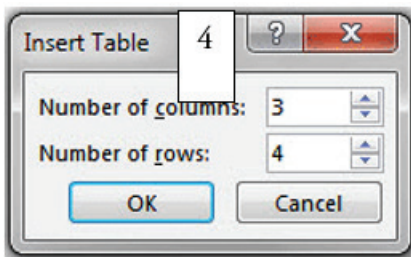 Insert Table 4 ? X
Number of columns: 3
Number of rows: 4
OK Cancel